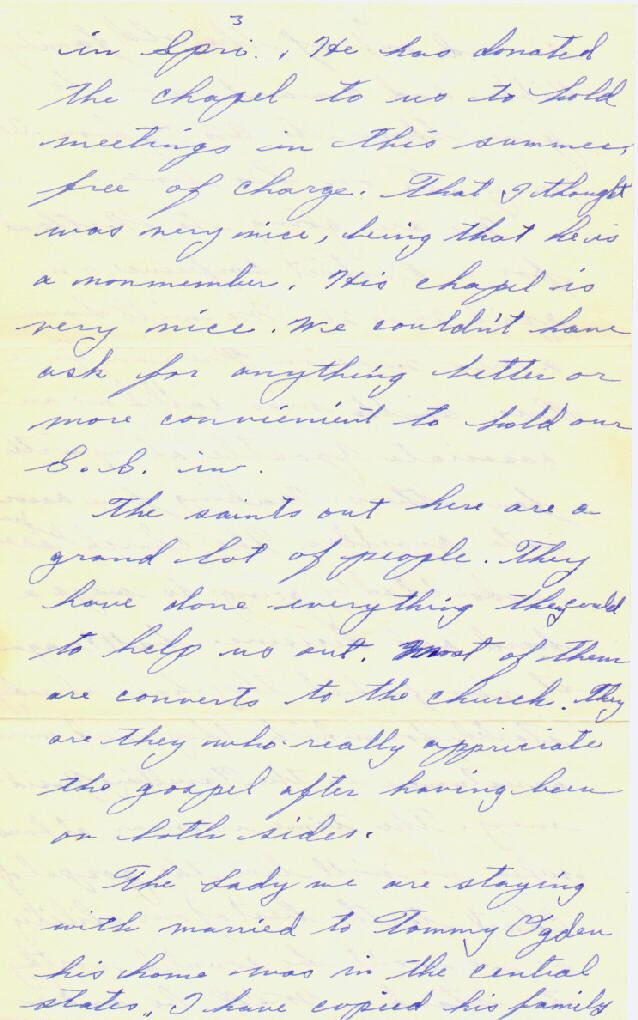 3
in Spri. . He has donated
the chapel to us to hold
meetings in this summer,
free of charge. That I thought
was very nice, being that he is
a nonmember. His chapel is
very nice. We couldn't have
ask for anything better or
more convienient to hold our
S. S. in.
The saints out here are a
grand lot of people. They
have done everything they could
to help us out. Most of them
are converts to the church. They
are they who really appriciate
the gospel after having been
on both sides.
The Lady we are staying
with married to Tommy Ogden
his home was in the central
states, I have copied his family